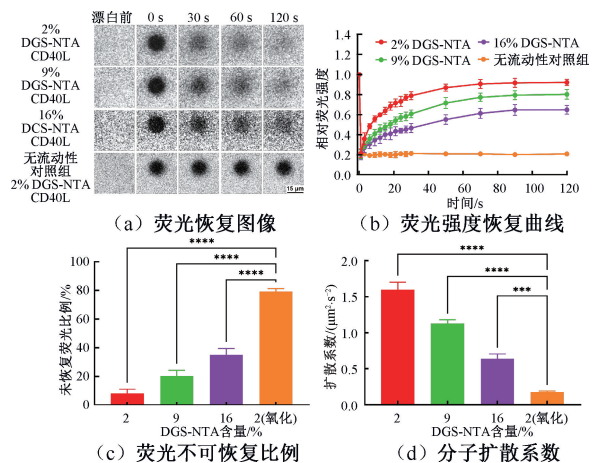 漂白前 0 s 30 s 60 s 120 s
2%
DGS-NTA
CD40L
9%
DGS-NTA
CD40L
16%
DCS-NTA
CD40L
无流动性
对照组
2% DGS-NTA
CD40L
15 μm
（a）荧光恢复图像
2% DGS-NTA 16% DGS-NTA
9% DGS-NTA 无流动性对照组
相对荧光强度
1.2
1.0
0.8
0.6
0.4
0.2
0
0 10 20 30 40 50 60 70 80 90 100 110 120
时间/s
（b）荧光强度恢复曲线
未恢复荧光比例/%
100
80
60
40
20
0
****
****
****
2 9 16 2(氧化)
DGS-NTA含量/%
（c）荧光不可恢复比例
扩散系数/(μm²·s⁻²)
2.0
1.5
1.0
0.5
0.0
****
****
***
2 9 16 2(氧化)
DGS-NTA含量/%
（d）分子扩散系数